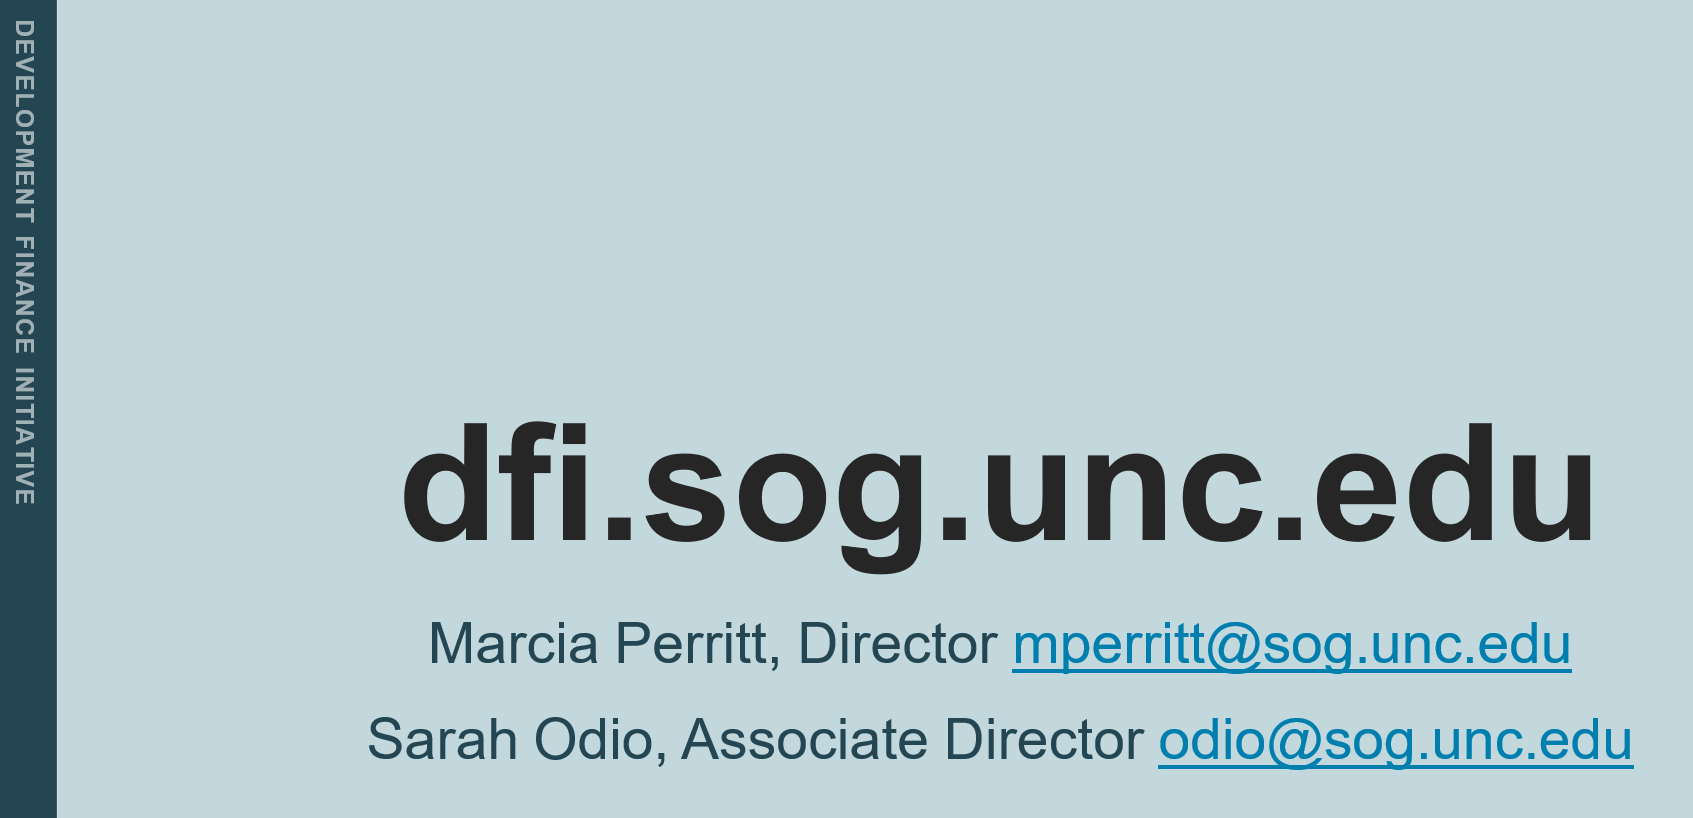 DEVELOPMENT FINANCE INITIATIVE
dfi.sog.unc.edu
Marcia Perritt, Director mperritt@sog.unc.edu
Sarah Odio, Associate Director odio@sog.unc.edu